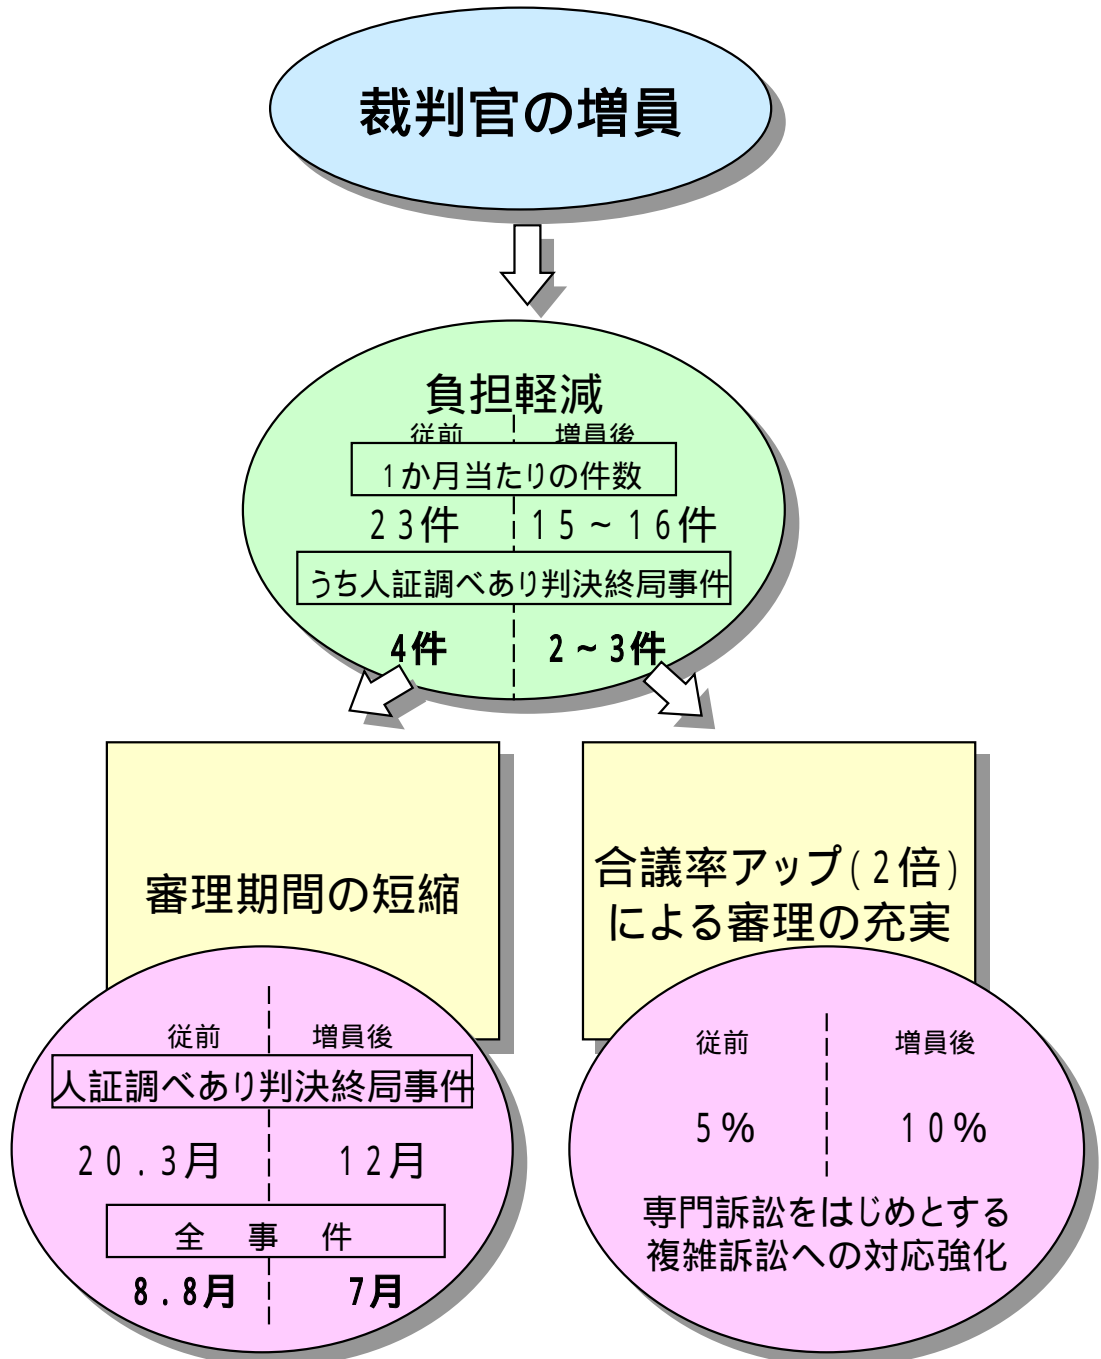 裁判官の増員
負担軽減
従前 増員後
1か月当たりの件数
23件 15～16件
うち人証調べあり判決終局事件
4件 2～3件
審理期間の短縮
従前 増員後
人証調べあり判決終局事件
20.3月 12月
全事件
8.8月 7月
合議率アップ(2倍)
による審理の充実
従前 増員後
5% 10%
専門訴訟をはじめとする
複雑訴訟への対応強化